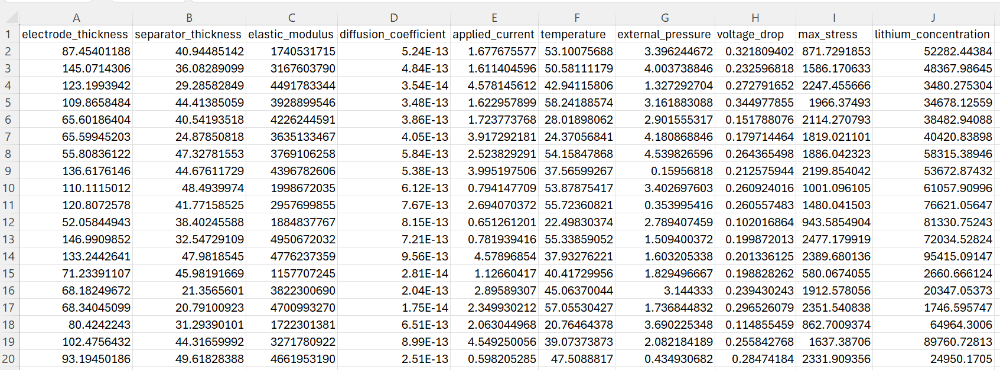 A B C D E F G H I J
1 electrode_thickness separator_thickness elastic_modulus diffusion_coefficient applied_current temperature external_pressure voltage_drop max_stress lithium_concentration
2 87.45401188 40.94485142 1740531715 5.24E-13 1.677675577 53.10075688 3.396244672 0.321809402 871.7291853 52282.44384
3 145.0714306 36.08289099 3167603790 4.84E-13 1.611404596 50.58111179 4.003738846 0.232596818 1586.170633 48367.98645
4 123.1993942 29.28582849 4491783344 3.54E-14 4.578145612 42.94115806 1.327292704 0.272791652 2247.455666 3480.275304
5 109.8658484 44.41385059 3928899546 3.48E-13 1.622957899 58.24188574 3.161883088 0.344977855 1966.37493 34678.12559
6 65.60186404 40.54193518 4226244591 3.86E-13 1.723773768 28.01898062 2.901555317 0.151788076 2114.270793 38482.94088
7 65.59945203 24.87850818 3635133467 4.05E-13 3.917292181 24.37056841 4.180868846 0.179714464 1819.021101 40420.83898
8 55.80836122 47.32781553 3769106258 5.84E-13 2.523829291 54.15847868 4.539826596 0.264365498 1886.042323 58315.38946
9 136.6176146 44.67611729 4396782606 5.38E-13 3.995197506 37.56599267 0.15956818 0.212575944 2199.854042 53672.87432
10 110.1115012 48.4939974 1998672035 6.12E-13 0.794147709 53.87875417 3.402697603 0.260924016 1001.096105 61057.90996
11 120.8072578 41.77158525 2957699855 7.67E-13 2.694070372 55.72360821 0.353995416 0.260557483 1480.041503 76621.05647
12 52.05844943 38.40245588 1884837767 8.15E-13 0.651261201 22.49830374 2.789407459 0.102016864 943.5854904 81330.75243
13 146.9909852 32.54729109 4950672032 7.21E-13 0.781939416 55.33859052 1.509400372 0.199872013 2477.179919 72034.52824
14 133.2442641 47.9818545 4776237359 9.56E-13 4.57896854 37.93276221 1.603205338 0.201336125 2389.680136 95415.09147
15 71.23391107 45.98191669 1157707245 2.81E-14 1.12660417 40.41729956 1.829496667 0.198828262 580.0674055 2660.666124
16 68.18249672 21.3565601 3822300690 2.04E-13 2.89589307 45.06370044 3.144333 0.239430243 1912.578056 20347.05373
17 68.34045099 20.79100923 4700993270 1.75E-14 2.349930212 57.05530427 1.736844832 0.296526079 2351.540838 1746.595747
18 80.4242243 31.29390101 1722301381 6.51E-13 2.063044968 20.76464378 3.690225348 0.114855459 862.7009374 64964.3006
19 102.4756432 44.31659992 3271780922 8.99E-13 4.549250056 39.07373873 2.082184189 0.255842768 1637.38706 89760.72813
20 93.19450186 49.61828388 4661953190 2.51E-13 0.598205285 47.5088817 0.434930682 0.28474184 2331.909356 24950.1705